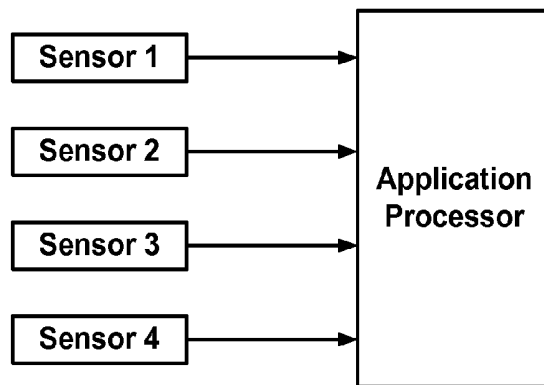 Sensor 1
Sensor 2
Sensor 3
Sensor 4
Application
Processor